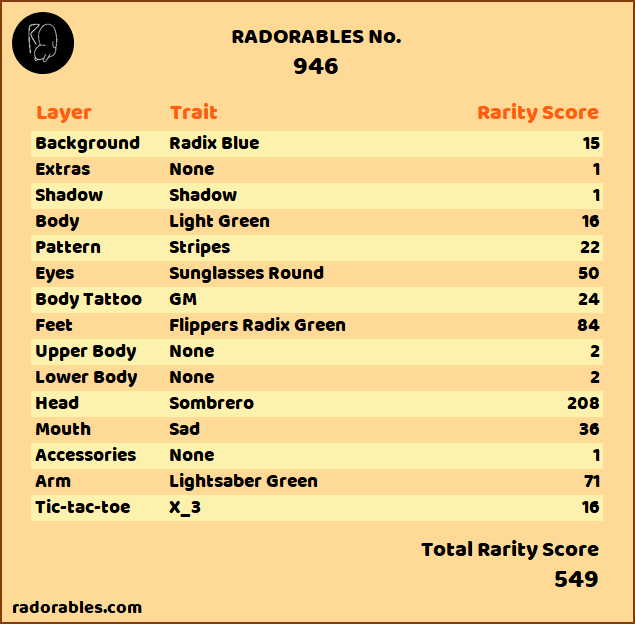 RADORABLES No.
946
Layer Trait Rarity Score
Background Radix Blue 15
Extras None 1
Shadow Shadow 1
Body Light Green 16
Pattern Stripes 22
Eyes Sunglasses Round 50
Body Tattoo GM 24
Feet Flippers Radix Green 84
Upper Body None 2
Lower Body None 2
Head Sombrero 208
Mouth Sad 36
Accessories None 1
Arm Lightsaber Green 71
Tic-tac-toe X_3 16
Total Rarity Score
549
radorables.com